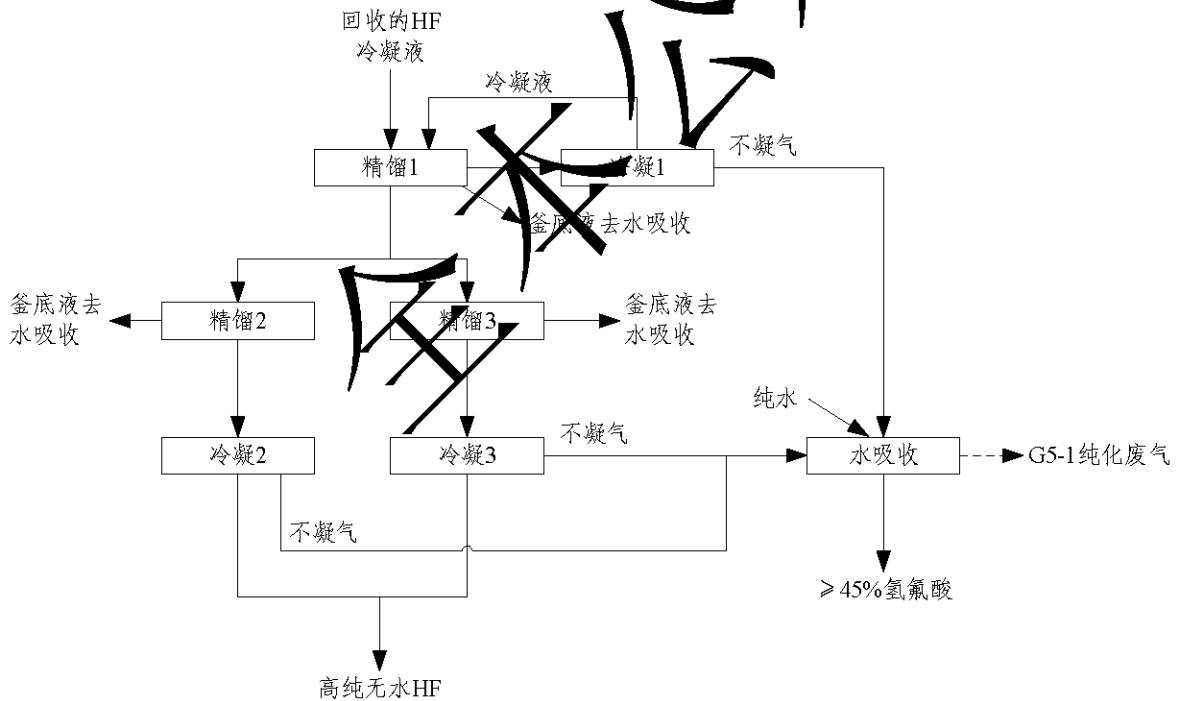 回收的HF
冷凝液
冷凝液
不凝气
精馏1
冷凝1
釜底液去水吸收
釜底液去
水吸收
精馏2
精馏3
釜底液去
水吸收
纯水
不凝气
冷凝2
冷凝3
水吸收
G5-1纯化废气
不凝气
≥45%氢氟酸
高纯无水HF